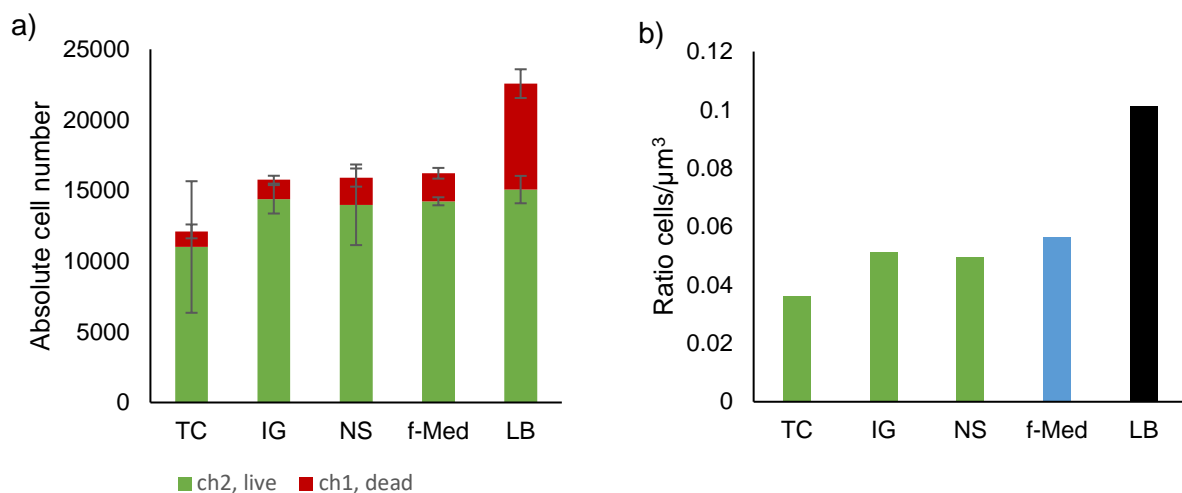 a)
Absolute cell number
25000
20000
15000
10000
5000
0
TC IG NS f-Med LB
ch2, live ch1, dead
b)
Ratio cells/µm³
0.12
0.1
0.08
0.06
0.04
0.02
0
TC IG NS f-Med LB